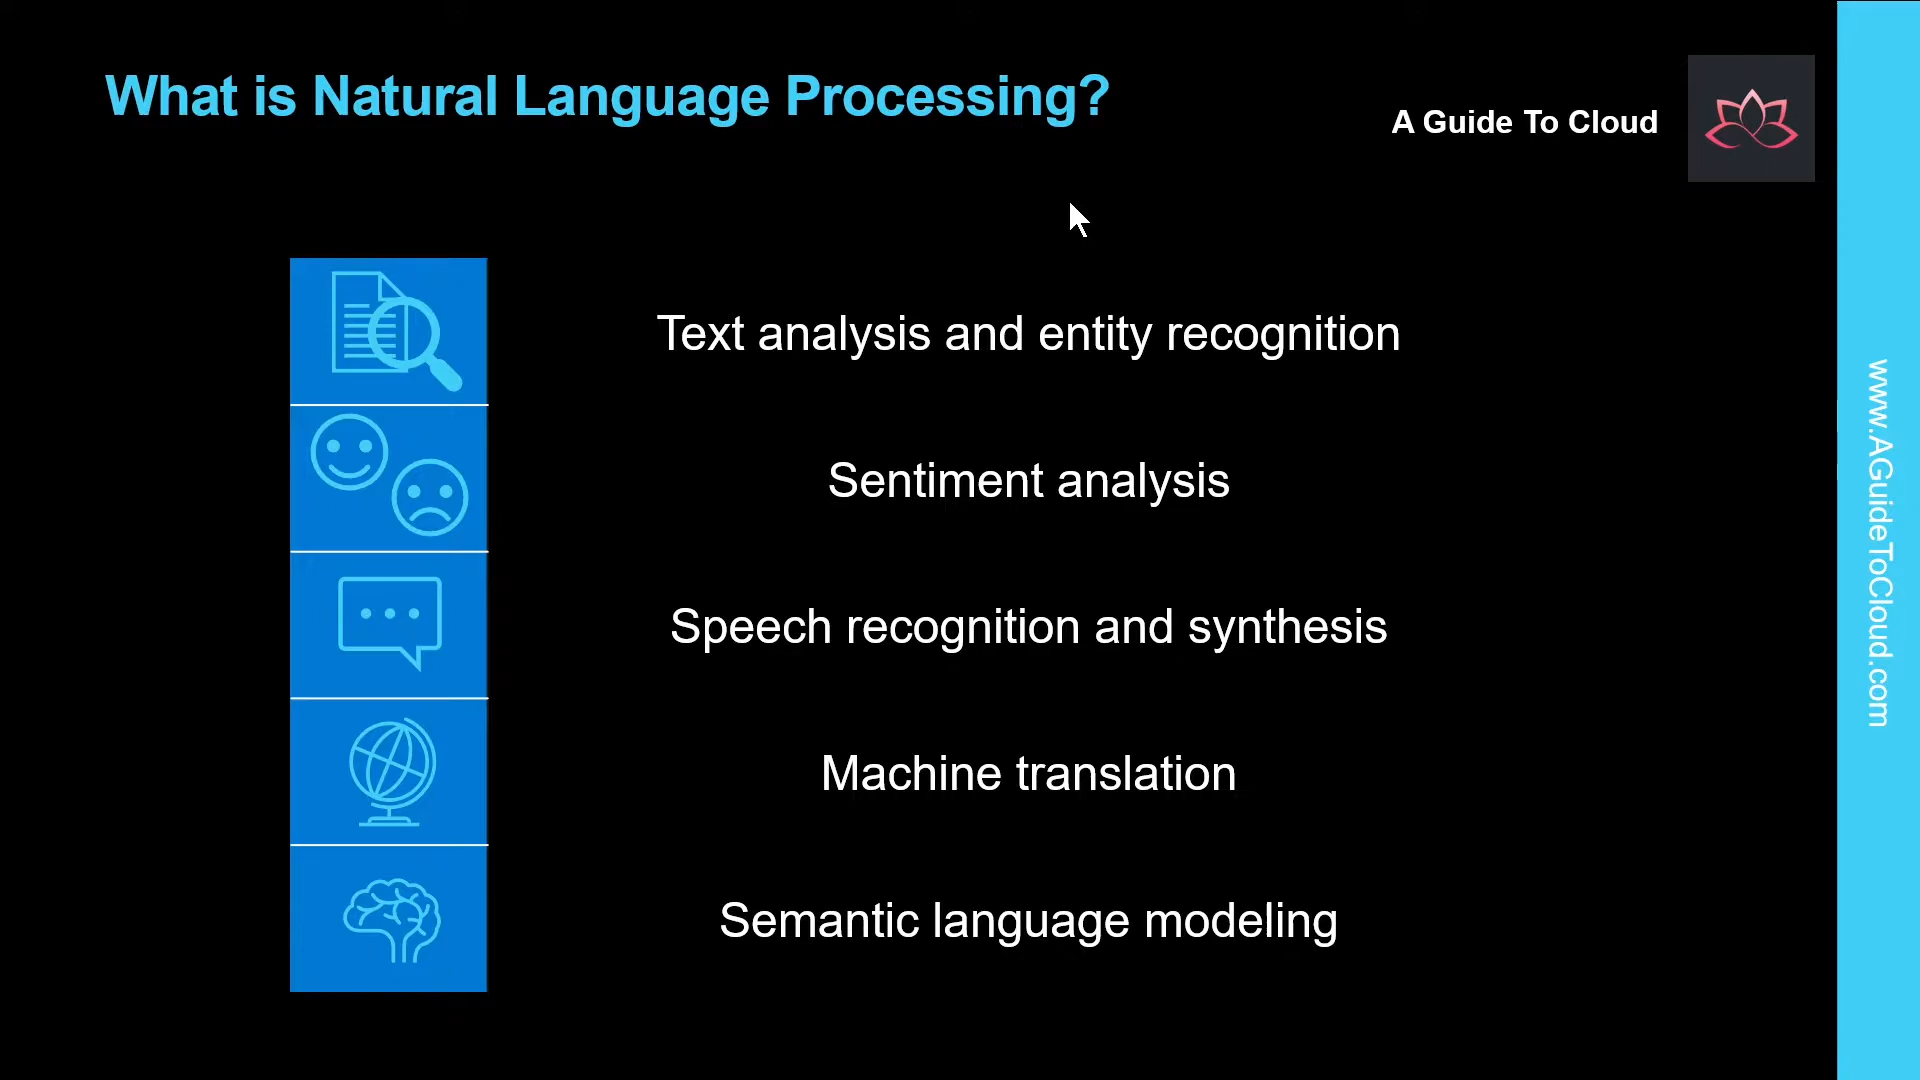 What is Natural Language Processing?
A Guide To Cloud
Text analysis and entity recognition
Sentiment analysis
Speech recognition and synthesis
Machine translation
Semantic language modeling
www.AGuideToCloud.com